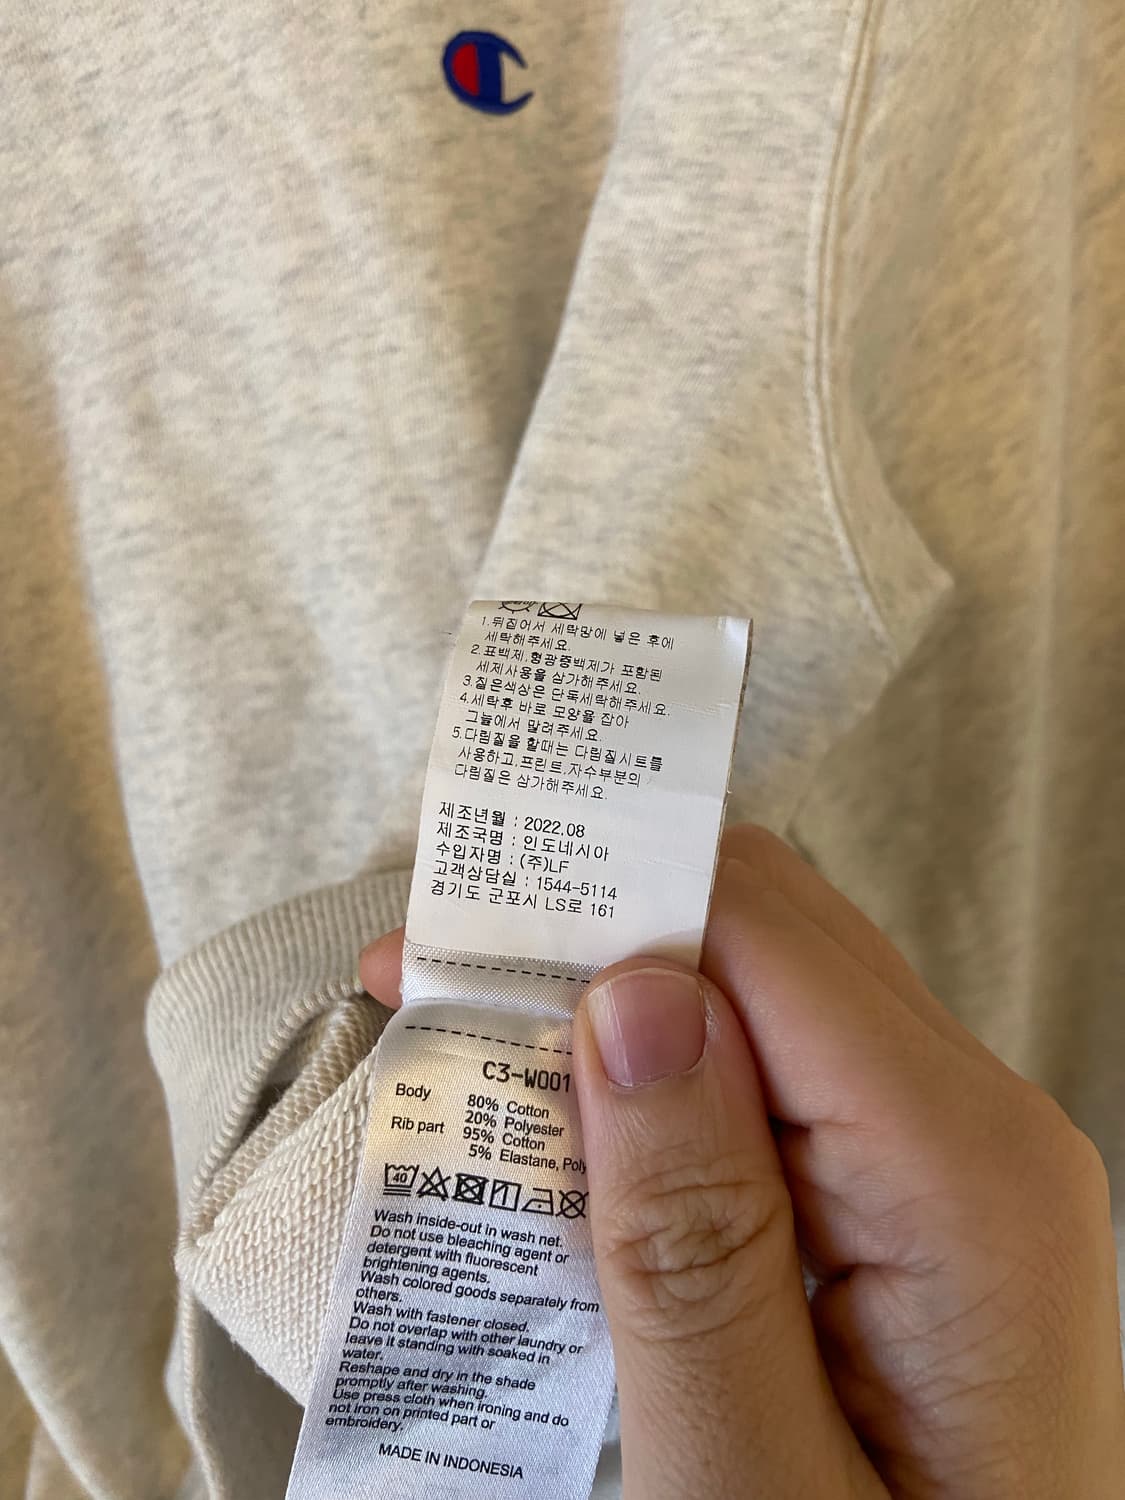 1.뒤집어서 세탁망에 넣은 후에
세탁해주세요.
2.표백제,형광증백제가 포함된
세제사용을 삼가해주세요.
3.짙은색상은 단독세탁해주세요.
4.세탁후 바로 모양을 잡아
그늘에서 말려주세요.
5.다림질을 할때는 다림질시트를
사용하고,프린트,자수부분의
다림질은 삼가해주세요.
제조년월 : 2022.08
제조국명 : 인도네시아
수입자명 : (주)LF
고객상담실 : 1544-5114
경기도 군포시 LS로 161
C3-W001
Body 80% Cotton
20% Polyester
Rib part 95% Cotton
5% Elastane,
40
Wash inside-out in wash net.
Do not use bleaching agent or
detergent with fluorescent
brightening agents.
Wash colored goods separately from
others.
Wash with fastener closed.
Do not overlap with other laundry or
leave it standing with soaked in
water.
Reshape and dry in the shade
promptly after washing.
Use press cloth when ironing and do
not iron on printed part or
embroidery.
MADE IN INDONESIA